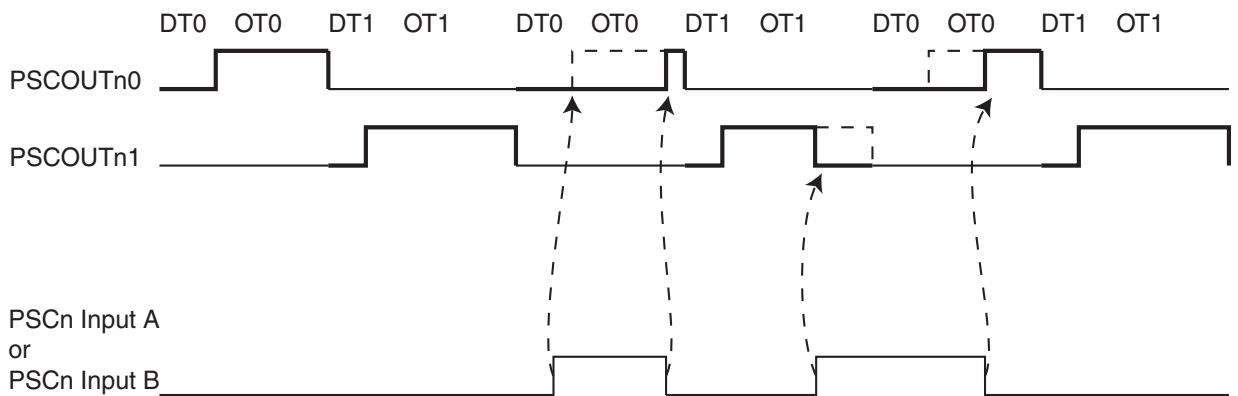 DT0 OT0 DT1 OT1 DT0 OT0 DT1 OT1 DT0 OT0 DT1 OT1
PSCOUTn0
PSCOUTn1
PSCn Input A
or
PSCn Input B